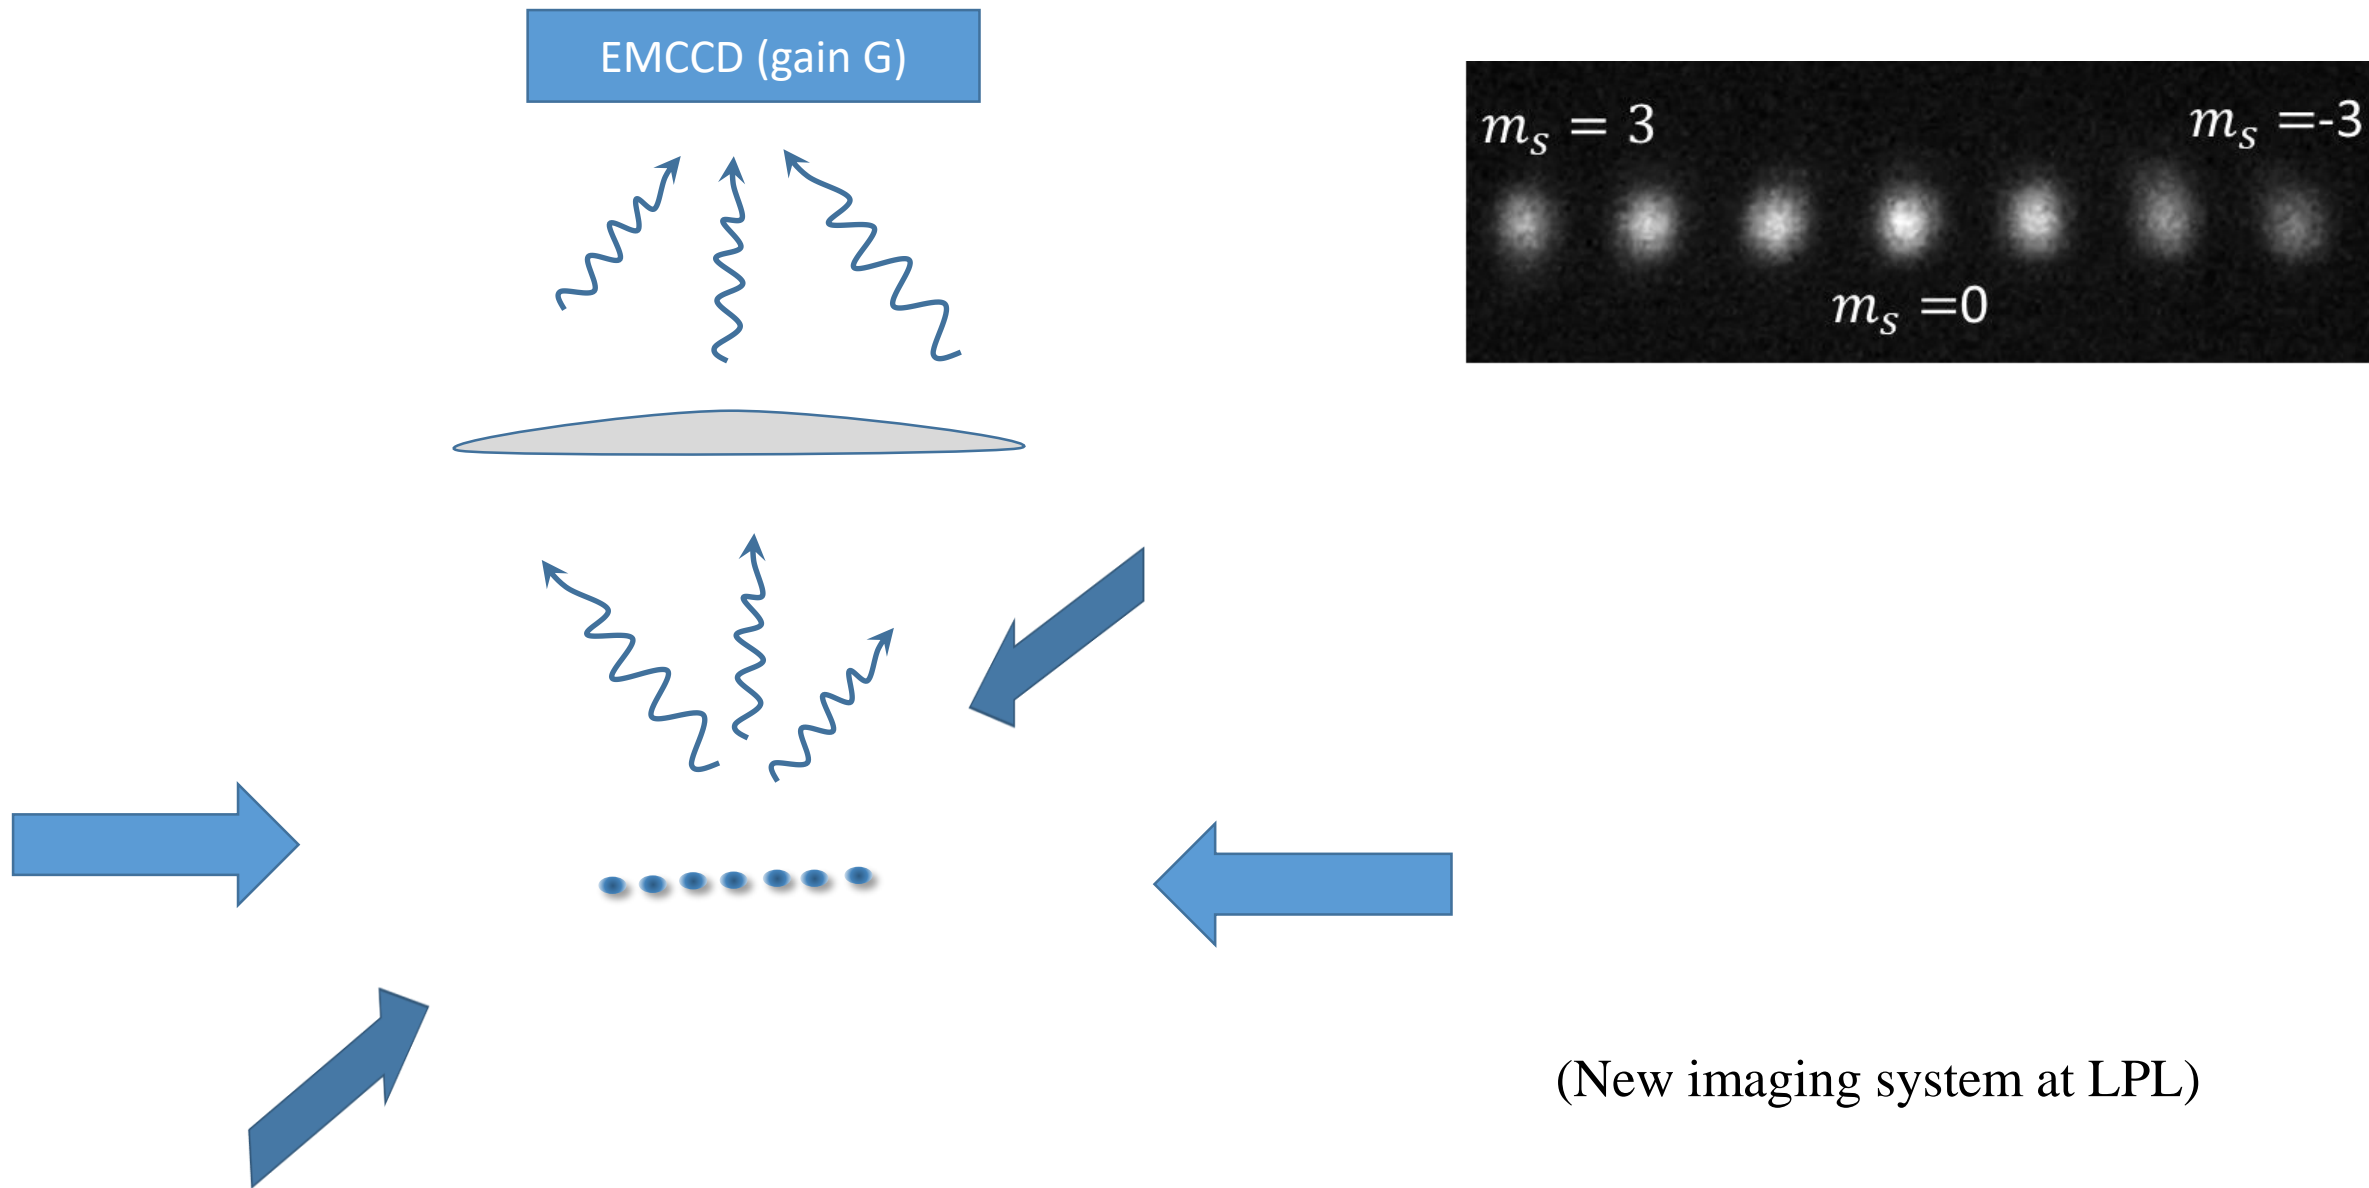 EMCCD (gain G)
m_s = 3
m_s =-3
m_s =0
(New imaging system at LPL)